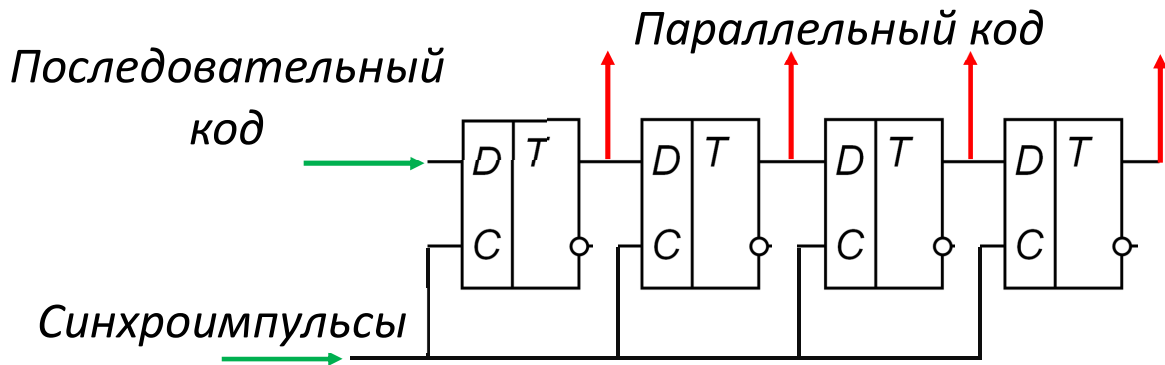 Параллельный код
Последовательный
код
D T D T D T D T
C C C C
Синхроимпульсы